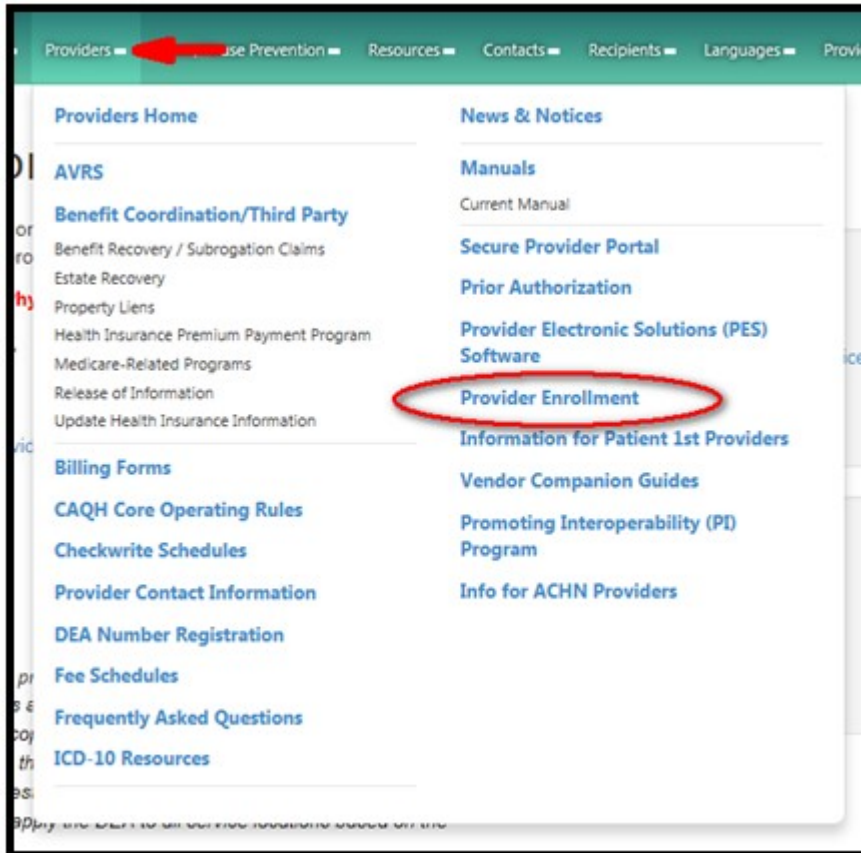 Providers use Prevention Resources Contacts Recipients Languages
Providers Home
AVRS
Benefit Coordination/Third Party
Benefit Recovery / Subrogation Claims
Estate Recovery
Property Liens
Health Insurance Premium Payment Program
Medicare-Related Programs
Release of Information
Update Health Insurance Information
Billing Forms
CAQH Core Operating Rules
Checkwrite Schedules
Provider Contact Information
DEA Number Registration
Fee Schedules
Frequently Asked Questions
ICD-10 Resources
News & Notices
Manuals
Current Manual
Secure Provider Portal
Prior Authorization
Provider Electronic Solutions (PES)
Software
Provider Enrollment
Information for Patient 1st Providers
Vendor Companion Guides
Promoting Interoperability (PI)
Program
Info for ACHN Providers